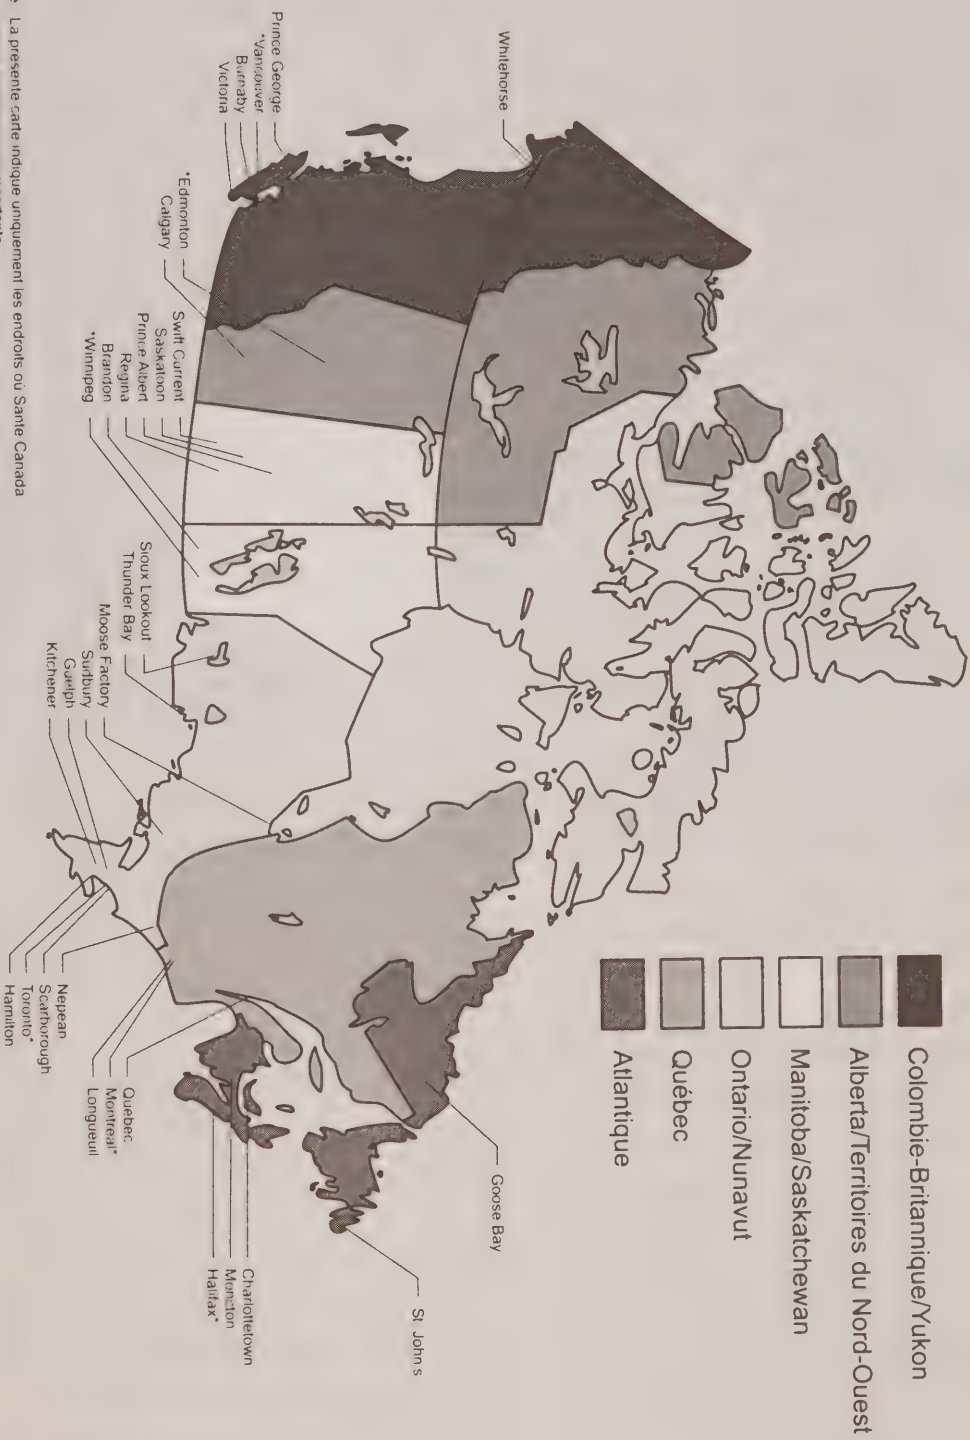 Colombie-Britannique/Yukon
Alberta/Territoires du Nord-Ouest
Manitoba/Saskatchewan
Ontario/Nunavut
Québec
Atlantique
Whitehorse
Prince George
*Vancouver
Burnaby
Victoria
*Edmonton
Calgary
Swift Current
Saskatoon
Prince Albert
Regina
Brandon
*Winnipeg
Sioux Lookout
Thunder Bay
Moose Factory
Sudbury
Guelph
Kitchener
Nepean
Scarborough
Toronto*
Hamilton
Quebec
Montreal*
Longueuil
Goose Bay
St John s
Charlottetown
Moncton
Halifax*
La presente carte indique uniquement les endroits où Sante Canada